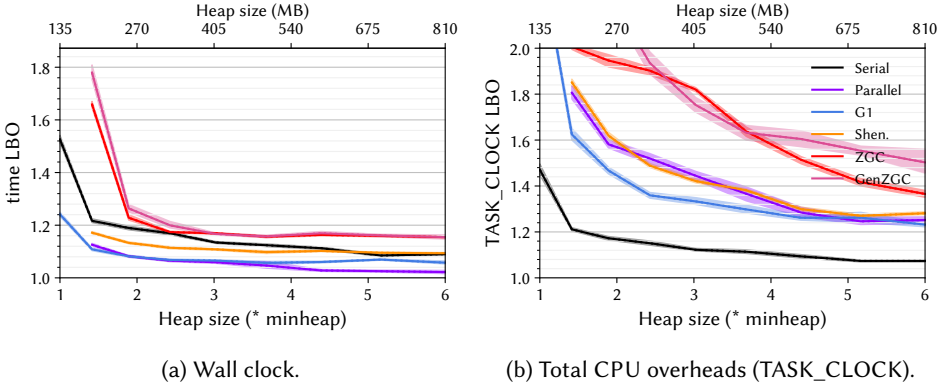 Heap size (MB)
135 270 405 540 675 810
time LBO
1.8
1.6
1.4
1.2
1.0
1 2 3 4 5 6
Heap size (* minheap)
(a) Wall clock.
Heap size (MB)
135 270 405 540 675 810
TASK_CLOCK LBO
2.0
1.8
1.6
1.4
1.2
1.0
Serial
Parallel
G1
Shen.
ZGC
GenZGC
1 2 3 4 5 6
Heap size (* minheap)
(b) Total CPU overheads (TASK_CLOCK).